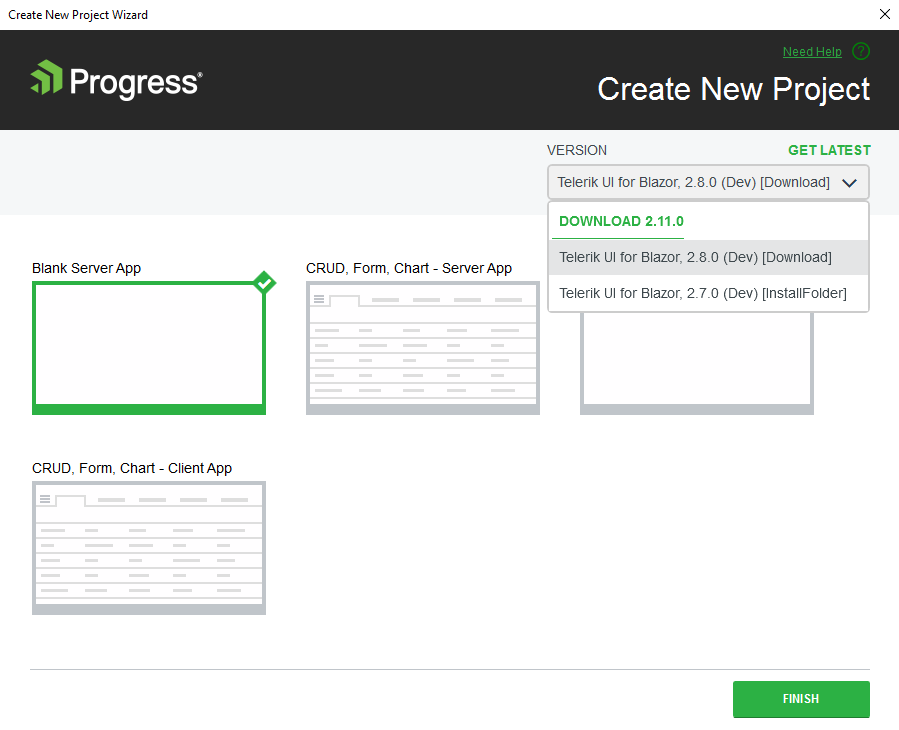 Create New Project Wizard
Need Help ?
Progress®
Create New Project
VERSION
GET LATEST
Telerik UI for Blazor, 2.8.0 (Dev) [Download]
DOWNLOAD 2.11.0
Telerik UI for Blazor, 2.8.0 (Dev) [Download]
Telerik UI for Blazor, 2.7.0 (Dev) [InstallFolder]
Blank Server App
CRUD, Form, Chart - Server App
CRUD, Form, Chart - Client App
FINISH